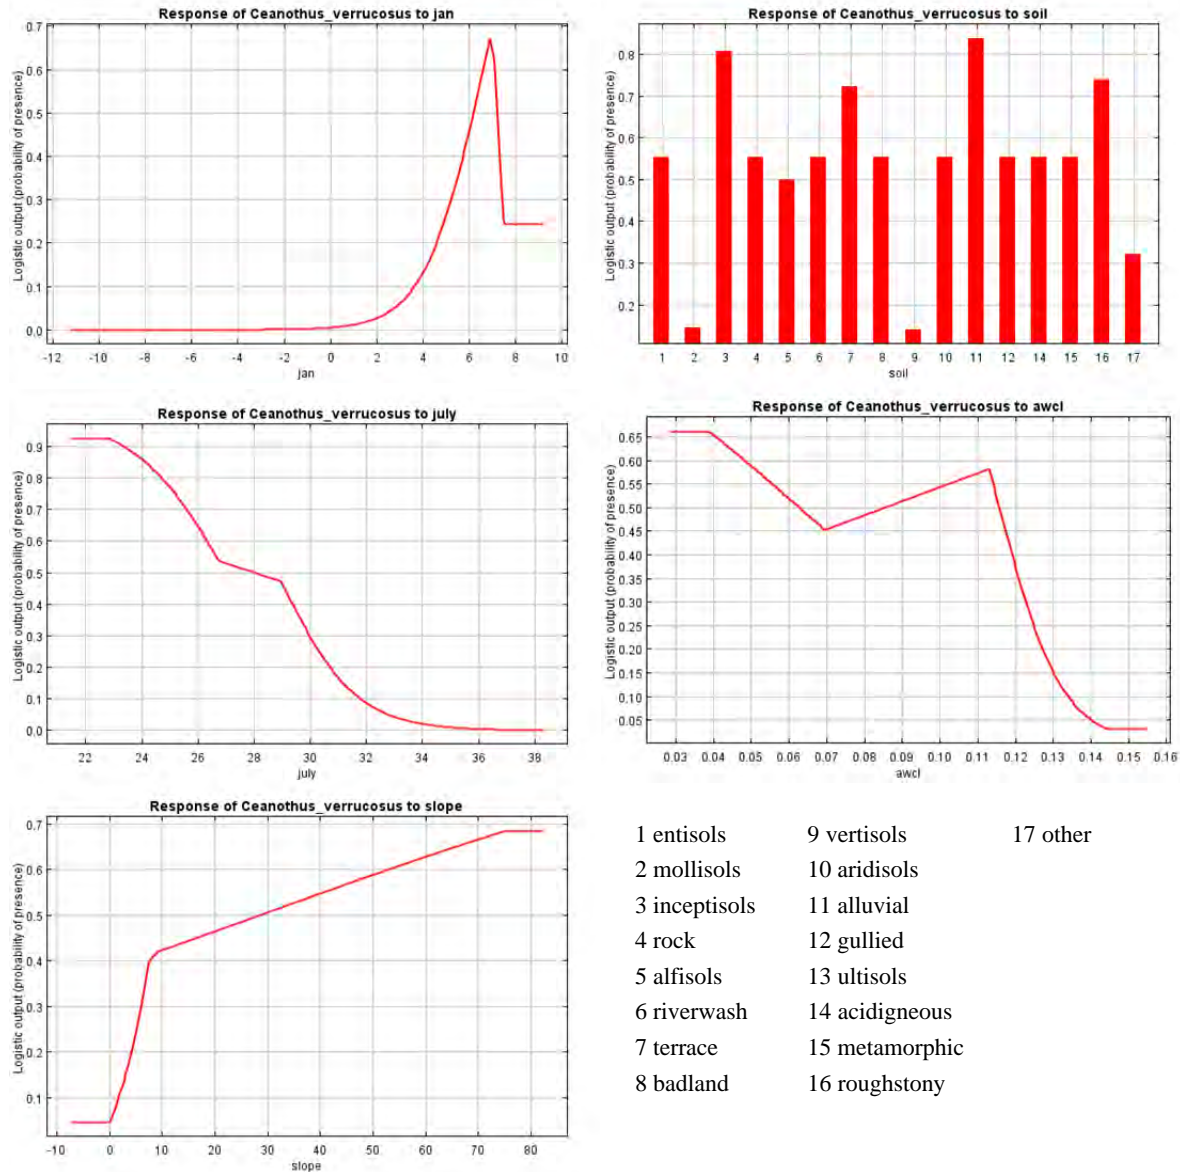 Response of Ceanothus_verrucosus to jan
Logistic output (probability of presence)
0.7
0.6
0.5
0.4
0.3
0.2
0.1
0.0
-12 -10 -8 -6 -4 -2 0 2 4 6 8 10
jan
Response of Ceanothus_verrucosus to soil
Logistic output (probability of presence)
0.8
0.7
0.6
0.5
0.4
0.3
0.2
1 2 3 4 5 6 7 8 9 10 11 12 14 15 16 17
soil
Response of Ceanothus_verrucosus to july
Logistic output (probability of presence)
0.9
0.8
0.7
0.6
0.5
0.4
0.3
0.2
0.1
0.0
22 24 26 28 30 32 34 36 38
july
Response of Ceanothus_verrucosus to awcl
Logistic output (probability of presence)
0.65
0.60
0.55
0.50
0.45
0.40
0.35
0.30
0.25
0.20
0.15
0.10
0.05
0.03 0.04 0.05 0.06 0.07 0.08 0.09 0.10 0.11 0.12 0.13 0.14 0.15 0.16
awcl
Response of Ceanothus_verrucosus to slope
Logistic output (probability of presence)
0.7
0.6
0.5
0.4
0.3
0.2
0.1
-10 0 10 20 30 40 50 60 70 80
slope
1 entisols
2 mollisols
3 inceptisols
4 rock
5 alfisols
6 riverwash
7 terrace
8 badland
9 vertisols
10 aridisols
11 alluvial
12 gullied
13 ultisols
14 acidigneous
15 metamorphic
16 roughstony
17 other